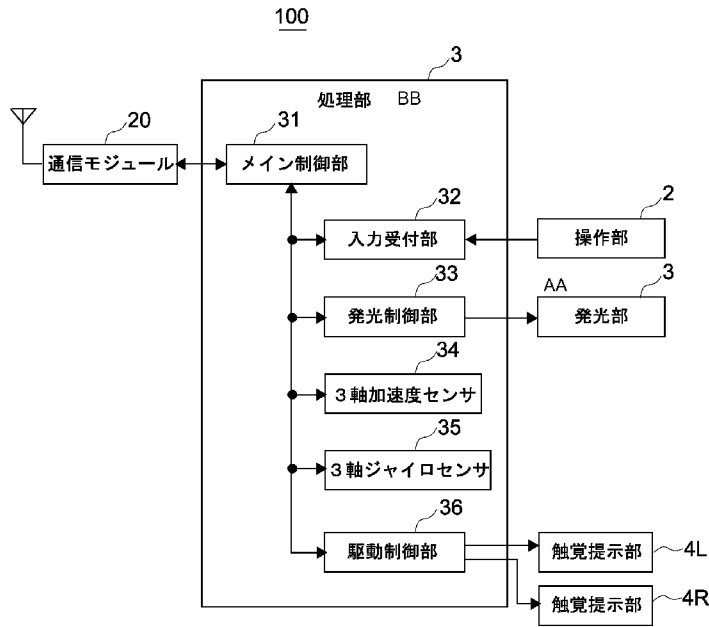 100
3
処理部 BB
20
31
通信モジュール
メイン制御部
32
2
入力受付部
操作部
33
AA
3
発光制御部
発光部
34
3軸加速度センサ
35
3軸ジャイロセンサ
36
駆動制御部
触覚提示部
4L
触覚提示部
4R